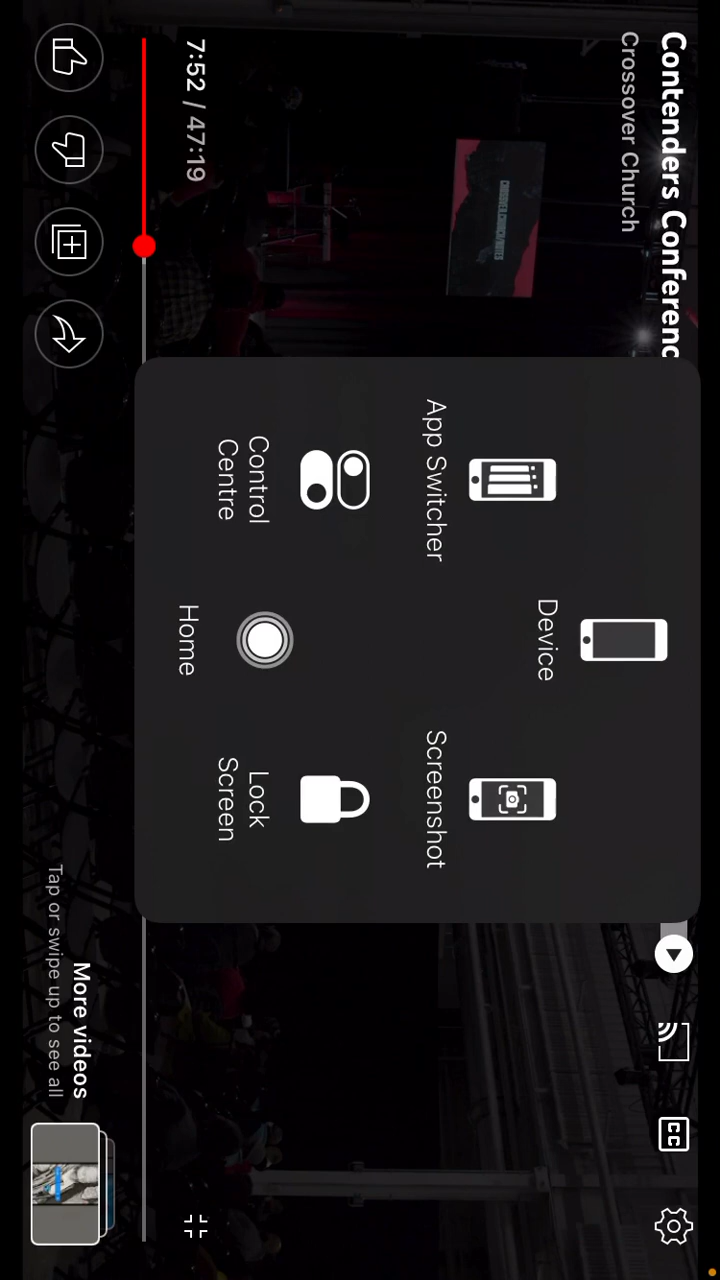 Contenders Conferenc
Crossover Church
CC
Device
App Switcher
Screenshot
Control
Centre
Lock
Screen
Home
7:52 / 47:19
More videos
Tap or swipe up to see all